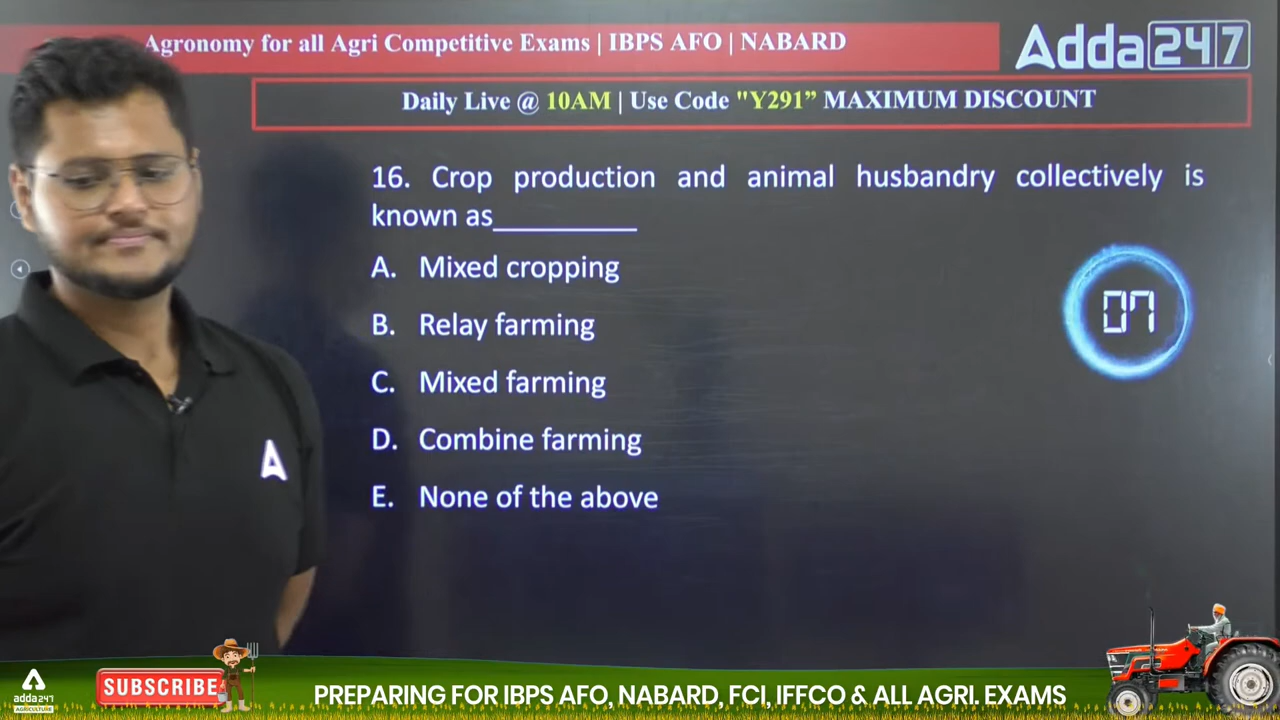 Agronomy for all Agri Competitive Exams | IBPS AFO | NABARD
Adda247
Daily Live @ 10AM | Use Code "Y291” MAXIMUM DISCOUNT
16. Crop production and animal husbandry collectively is
known as_________
A. Mixed cropping
B. Relay farming
C. Mixed farming
D. Combine farming
E. None of the above
07
A
adda247
AGRICULTURE
SUBSCRIBE
PREPARING FOR IBPS AFO, NABARD, FCI, IFFCO & ALL AGRI. EXAMS